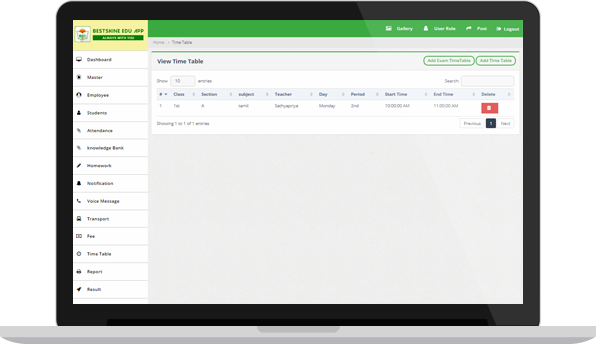 BESTSHINE EDU APP
ALWAYS WITH YOU
Gallery
User Role
Post
Logout
Home > Time Table
Dashboard
Master
Employee
Students
Attendance
knowledge Bank
Homework
Notification
Voice Message
Transport
Fee
Time Table
Report
Result
View Time Table
Add Exam TimeTable
Add Time Table
Show 10 entries
Search:
# Class Section subject Teacher Day Period Start Time End Time Delete
1 1st A tamil Sathyapriya Monday 2nd 10:00:00 AM 11:00:00 AM
Showing 1 to 1 of 1 entries
Previous 1 Next